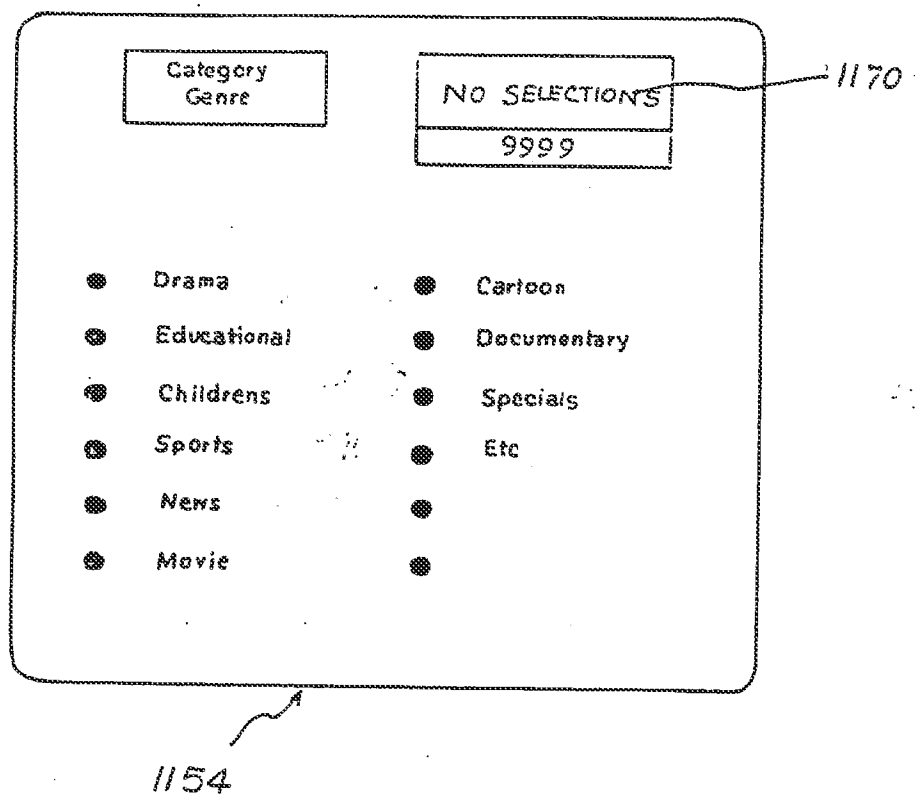 Category
Genre
NO SELECTIONS
1170
9999
Drama
Educational
Childrens
Sports
News
Movie
Cartoon
Documentary
Specials
Etc
1154